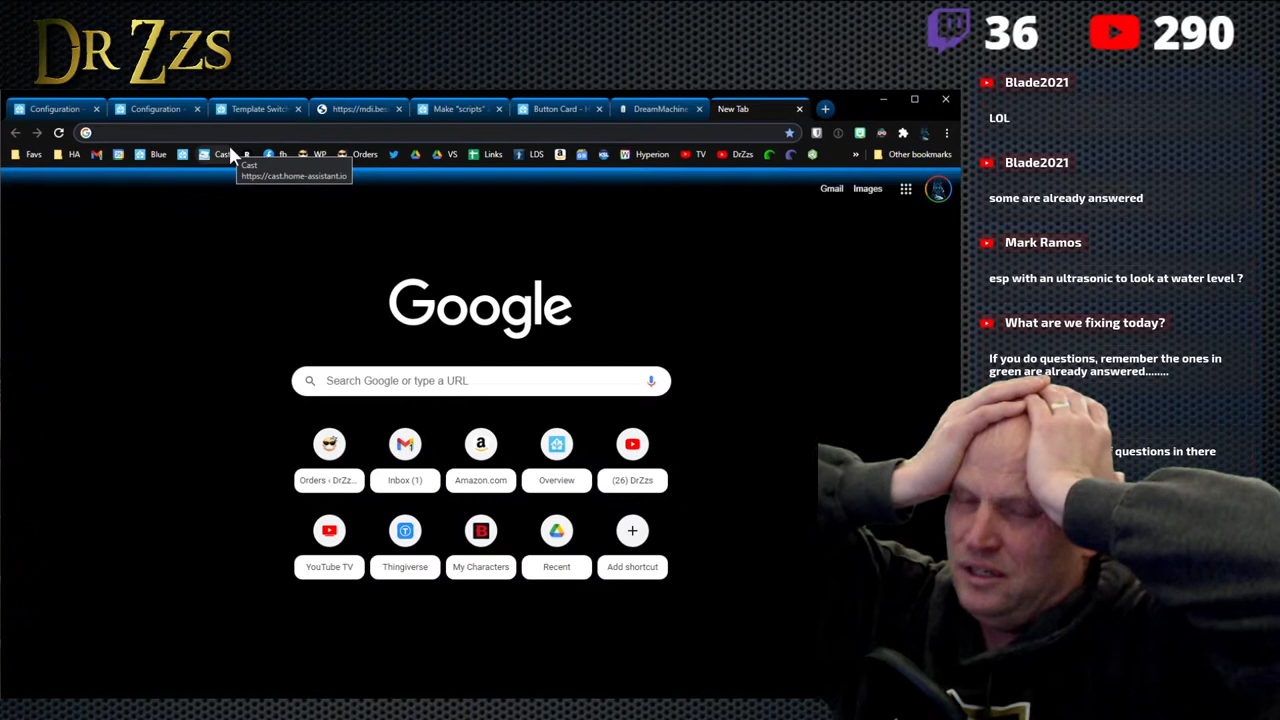 DR ZZS
36
290
Configuration
Configuration -
Template Switc
https://mdi.bes
Make "scripts"
Button Card - H
DreamMachine
New Tab
Favs
HA
Blue
Cast
fb
WP
Orders
VS
Links
LDS
Hyperion
TV
DrZzs
»
Other bookmarks
Cast
https://cast.home-assistant.io
Gmail
Images
Google
Search Google or type a URL
Orders ‹ DrZz...
Inbox (1)
Amazon.com
Overview
(26) DrZzs
YouTube TV
Thingiverse
My Characters
Recent
Add shortcut
Blade2021
LOL
Blade2021
some are already answered
Mark Ramos
esp with an ultrasonic to look at water level ?
What are we fixing today?
If you do questions, remember the ones in
green are already answered........
f questions in there